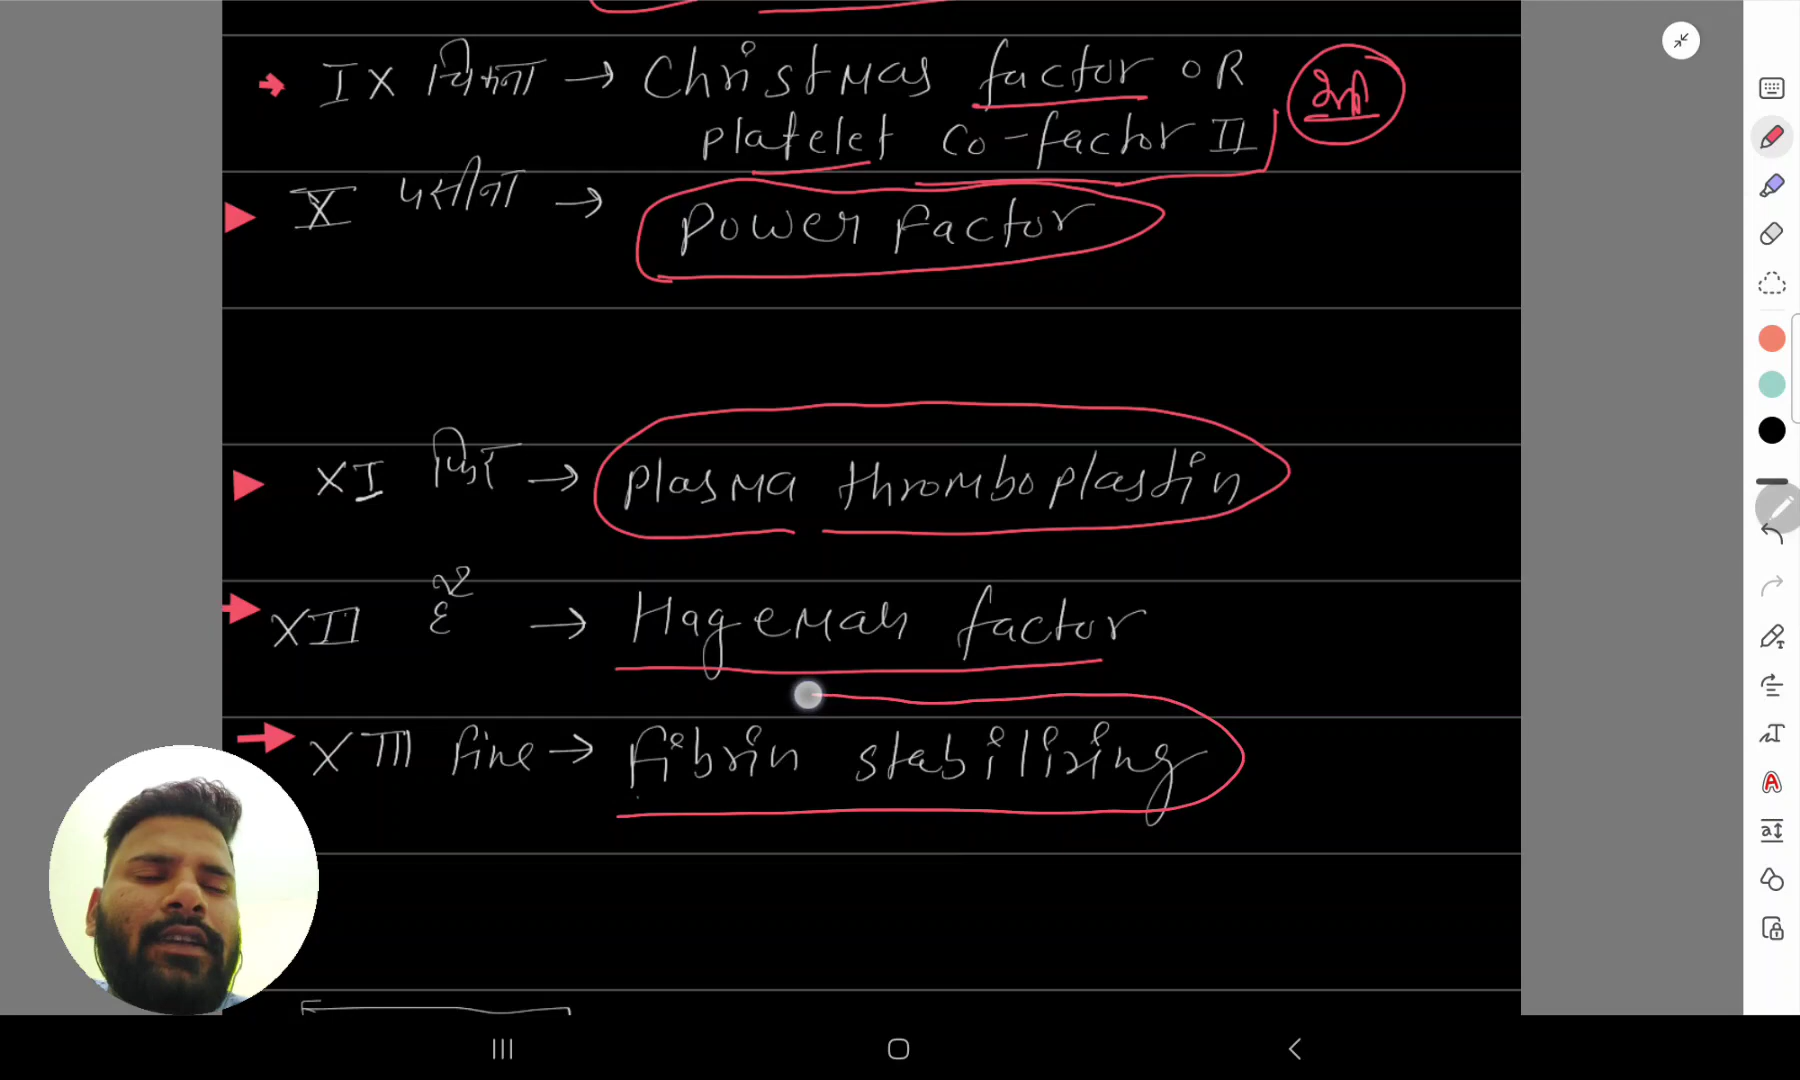 IX चिकना → Christmas factor OR
platelet co-factor II
X पसीना → Power factor
XI → Plasma thromboplastin
XII → Hageman factor
XIII fine → fibrin stabilizing